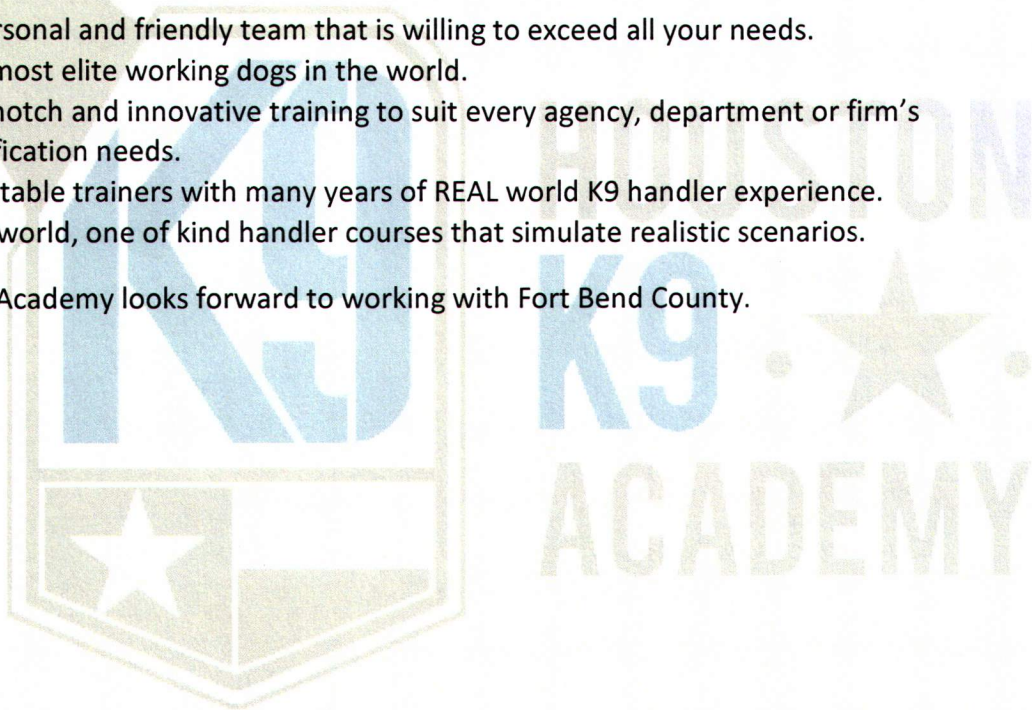 rsonal and friendly team that is willing to exceed all your needs.
most elite working dogs in the world.
notch and innovative training to suit every agency, department or firm's
fication needs.
table trainers with many years of REAL world K9 handler experience.
world, one of kind handler courses that simulate realistic scenarios.
Academy looks forward to working with Fort Bend County.
K9
HOUSTON
K9
ACADEMY